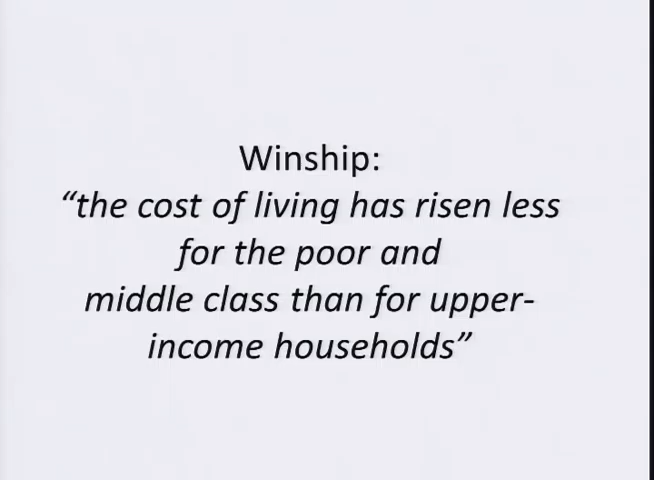 Winship:
“the cost of living has risen less
for the poor and
middle class than for upper-
income households”